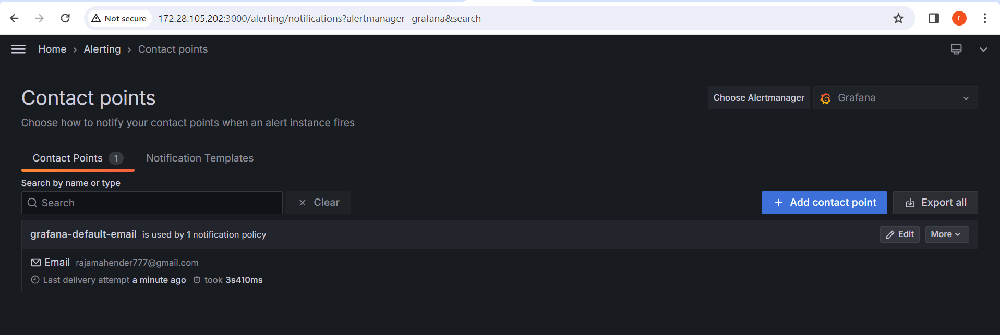 Not secure 172.28.105.202:3000/alerting/notifications?alertmanager=grafana&search=
r
Home › Alerting › Contact points
Contact points
Choose Alertmanager Grafana
Choose how to notify your contact points when an alert instance fires
Contact Points 1 Notification Templates
Search by name or type
Search Clear + Add contact point Export all
grafana-default-email is used by 1 notification policy Edit More
Email rajamahender777@gmail.com
Last delivery attempt a minute ago took 3s410ms